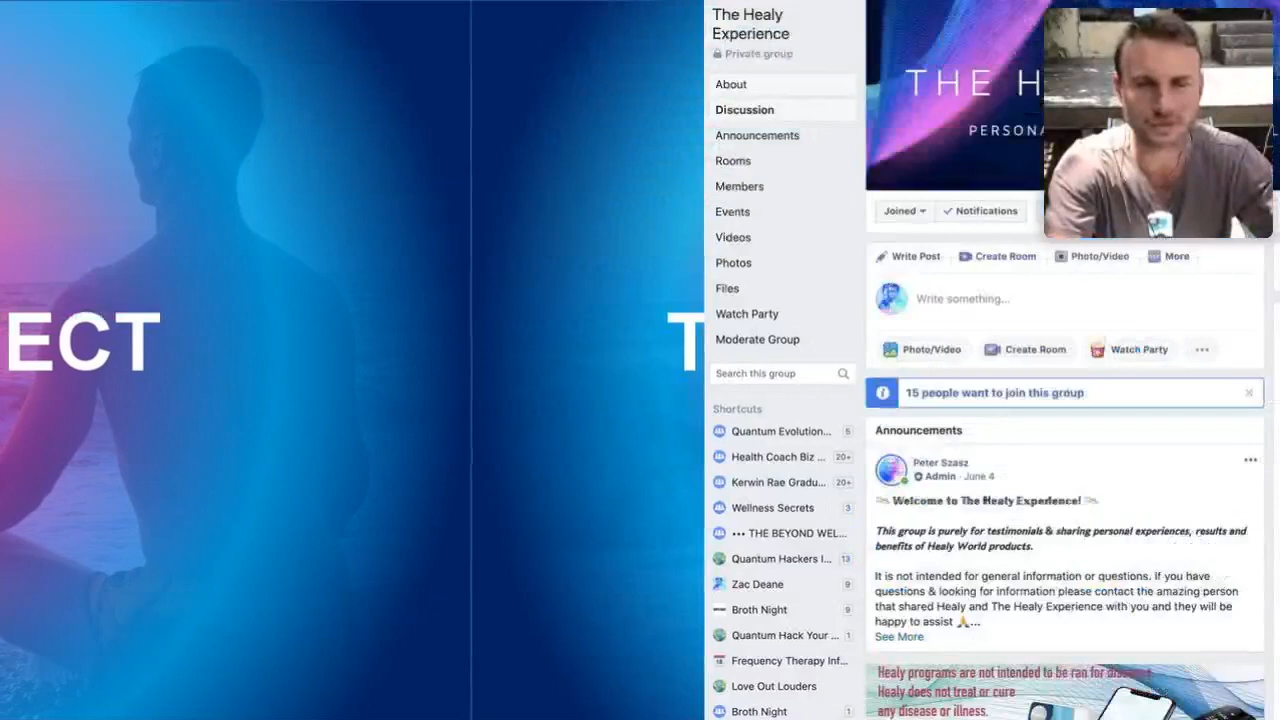 ECT
T
The Healy
Experience
Private group
About
Discussion
Announcements
Rooms
Members
Events
Videos
Photos
Files
Watch Party
Moderate Group
Search this group
Shortcuts
Quantum Evolution... 5
Health Coach Biz ... 20+
Kerwin Rae Gradu... 20+
Wellness Secrets 3
••• THE BEYOND WEL...
Quantum Hackers I... 13
Zac Deane 9
Broth Night 9
Quantum Hack Your ... 1
Frequency Therapy Inf...
Love Out Louders
Broth Night 1
THE H
PERSONA
Joined
Notifications
Write Post Create Room Photo/Video More
Write something...
Photo/Video Create Room Watch Party
15 people want to join this group
Announcements
Peter Szasz
Admin · June 4
Welcome to The Healy Experience!
This group is purely for testimonials & sharing personal experiences, results and
benefits of Healy World products.
It is not intended for general information or questions. If you have
questions & looking for information please contact the amazing person
that shared Healy and The Healy Experience with you and they will be
happy to assist 🙏...
See More
Healy programs are not intended to be ran for
Healy does not treat or cure
any disease or illness.